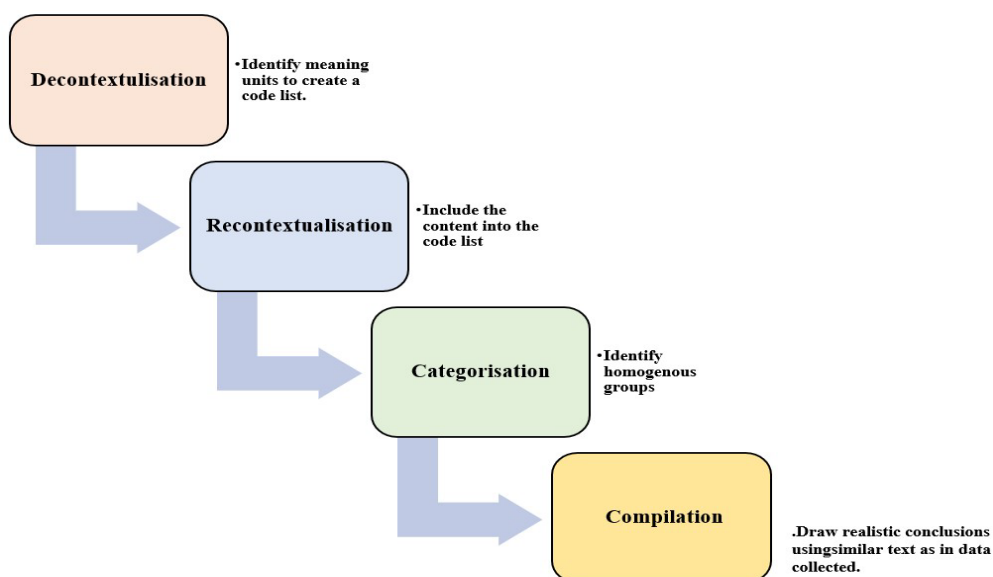 Decontextulisation
•Identify meaning
units to create a
code list.
Recontextualisation
•Include the
content into the
code list
Categorisation
•Identify
homogenous
groups
Compilation
.Draw realistic conclusions
usingsimilar text as in data
collected.